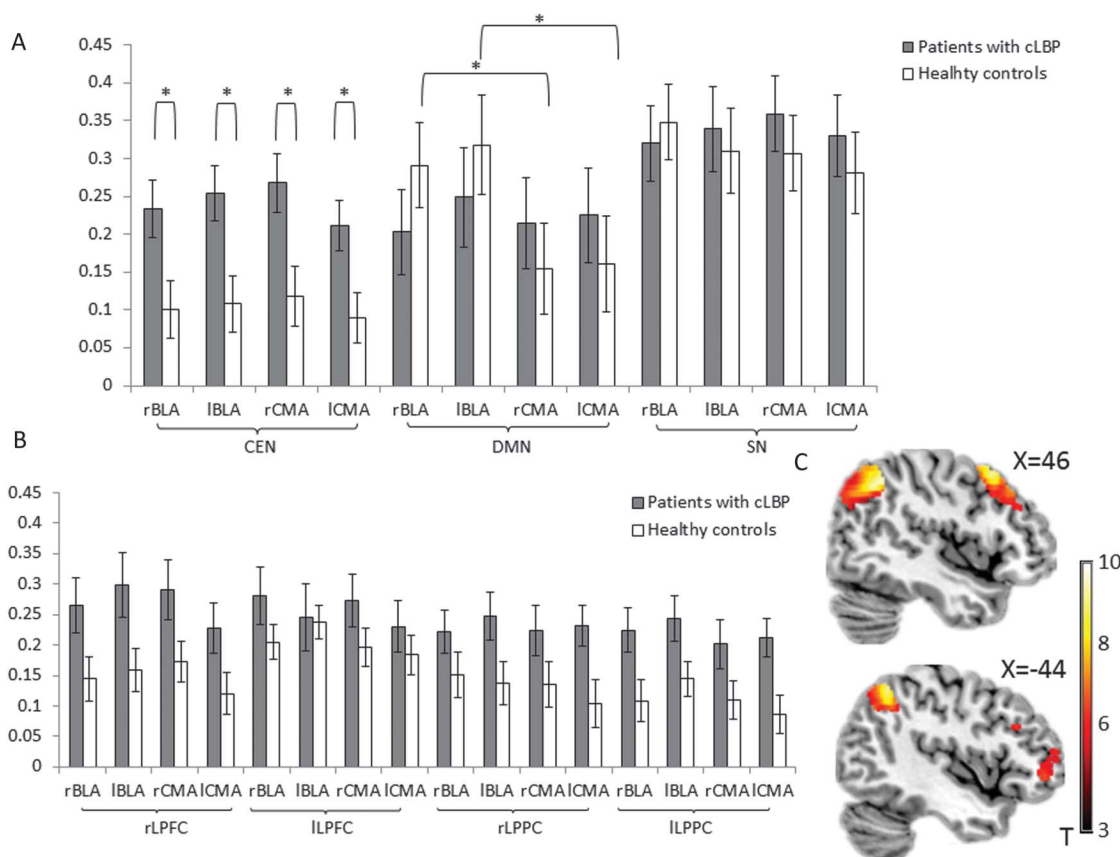 A
*
*
0.45
0.4
0.35
0.3
0.25
0.2
0.15
0.1
0.05
0
* * * *
Patients with cLBP
Healhty controls
rBLA lBLA rCMA lCMA rBLA lBLA rCMA lCMA rBLA lBLA rCMA lCMA
CEN DMN SN
B
0.45
0.4
0.35
0.3
0.25
0.2
0.15
0.1
0.05
0
Patients with cLBP
Healthy controls
rBLA lBLA rCMA lCMA rBLA lBLA rCMA lCMA rBLA lBLA rCMA lCMA rBLA lBLA rCMA lCMA
rLPFC lLPFC rLPPC lLPPC
C
X=46
X=-44
10
8
6
T 3